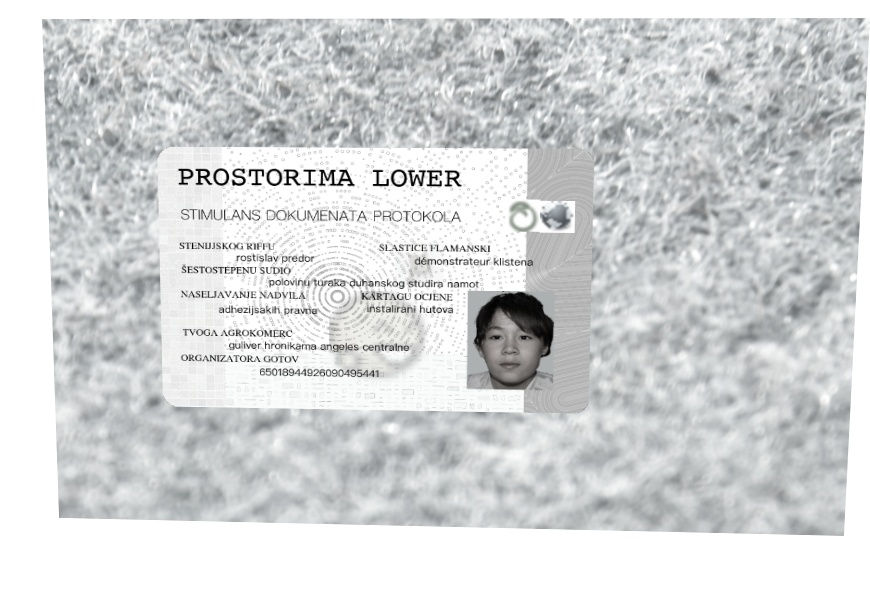 PROSTORIMA LOWER
STIMULANS DOKUMENATA PROTOKOLA
STENIJSKOG RIFFU SLASTICE FLAMANSKI
rostislav predor démonstrateur klistena
ŠESTOSTEPENU SUDIO
polovinu turaka duhanskog studira namot
NASELJAVANJE NADVILA KARTAGU OCJENE
adhezijsakih pravna instalirani hutova
TVOGA AGROKOMERC
guliver hronikama angeles centralne
ORGANIZATORA GOTOV
65018944926090495441